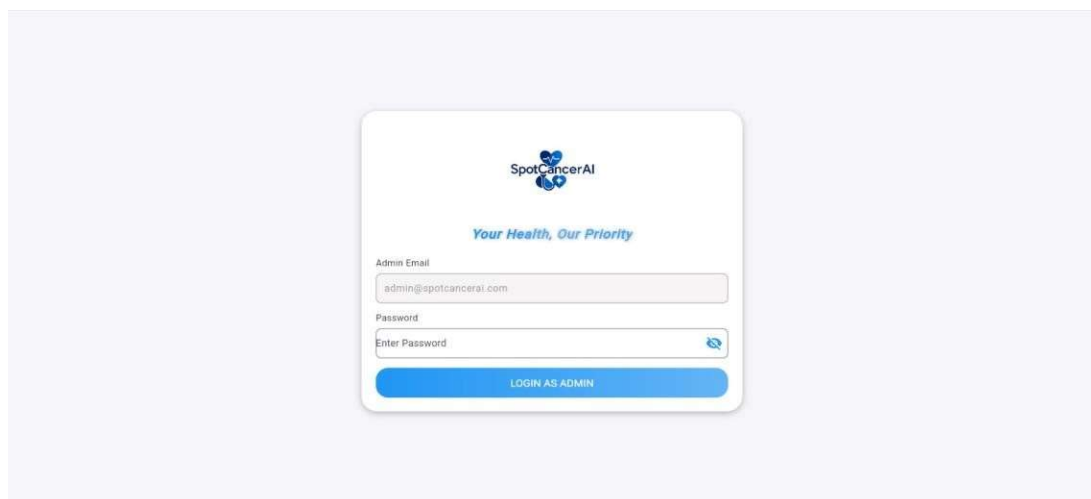 SpotCancerAI
Your Health, Our Priority
Admin Email
admin@spotcancerai.com
Password
Enter Password
LOGIN AS ADMIN